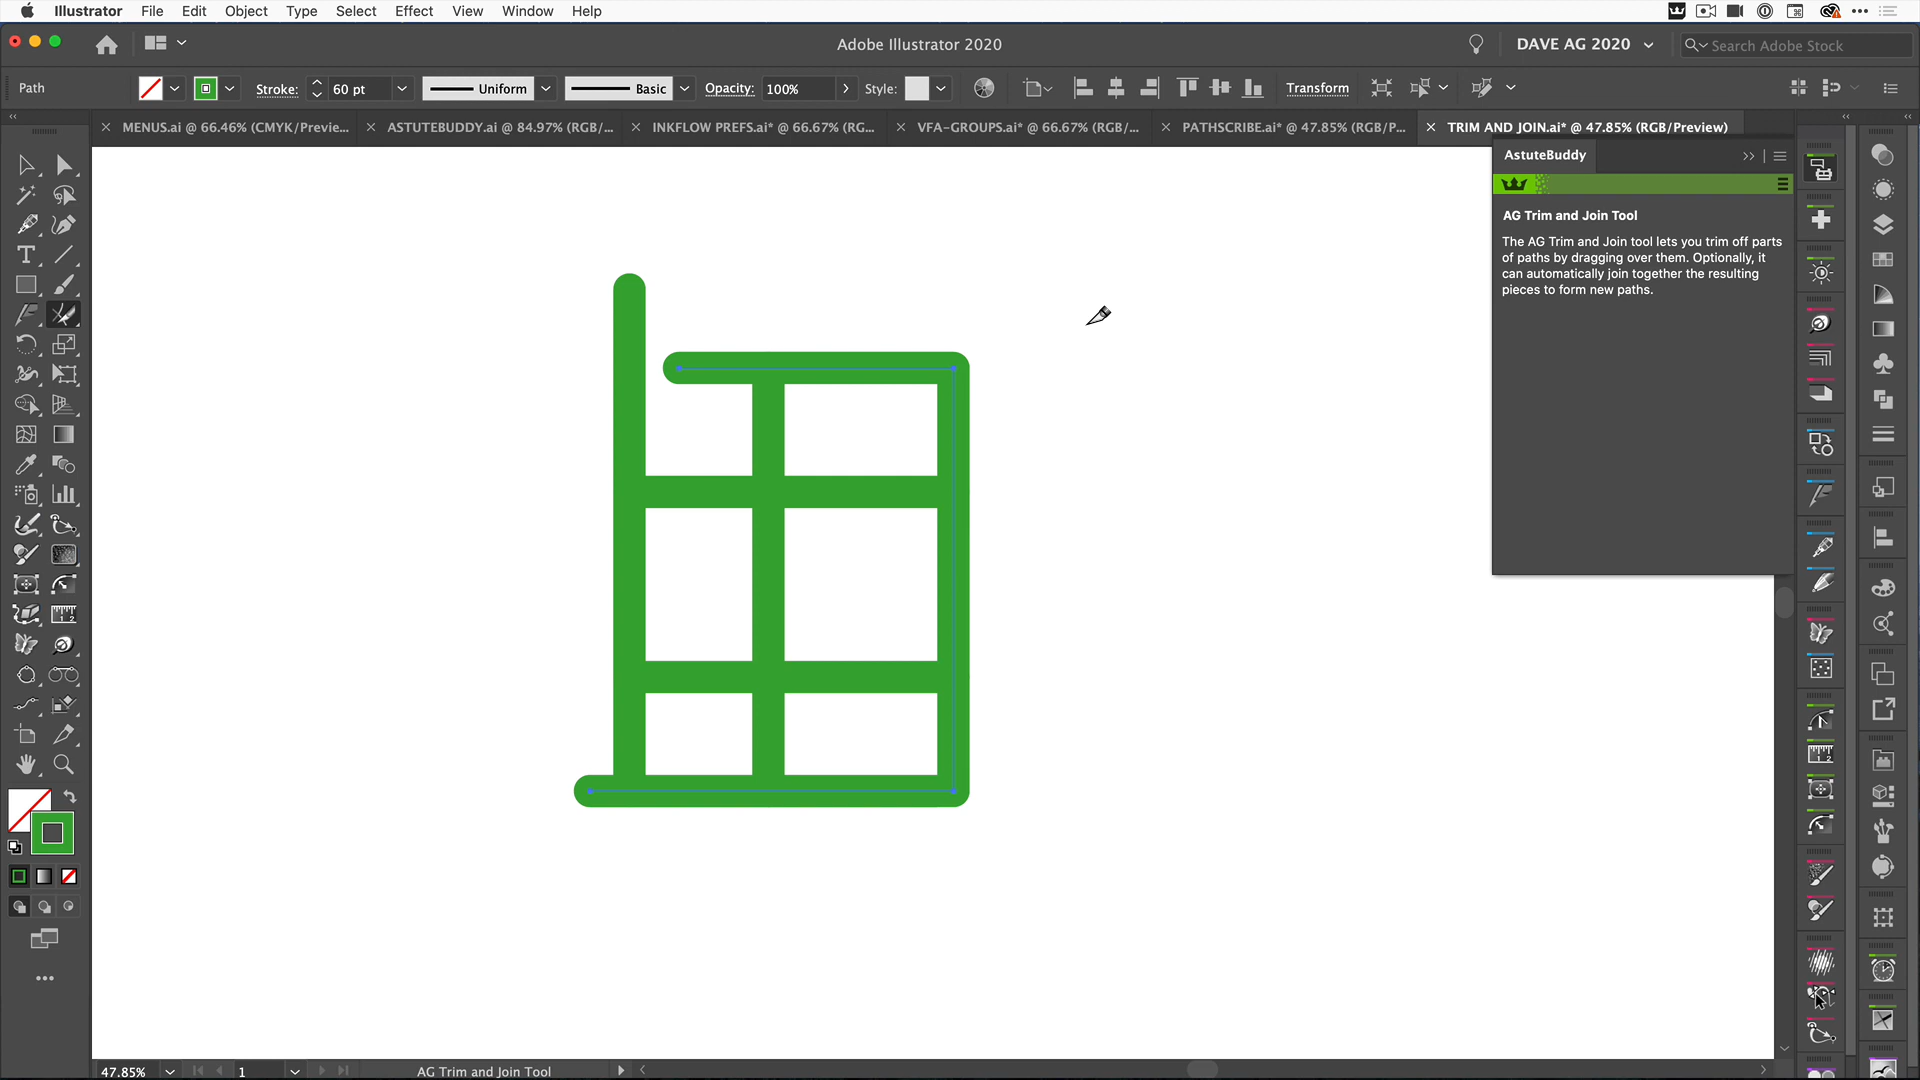 Illustrator File Edit Object Type Select Effect View Window Help
Adobe Illustrator 2020
DAVE AG 2020
Search Adobe Stock
Path
Stroke: 60 pt Uniform Basic Opacity: 100% Style: Transform
MENUS.ai @ 66.46% (CMYK/Previe...
ASTUTEBUDDY.ai @ 84.97% (RGB/...
INKFLOW PREFS.ai* @ 66.67% (RG...
VFA-GROUPS.ai* @ 66.67% (RGB/...
PATHSCRIBE.ai* @ 47.85% (RGB/P...
TRIM AND JOIN.ai* @ 47.85% (RGB/Preview)
AstuteBuddy
AG Trim and Join Tool
The AG Trim and Join tool lets you trim off parts
of paths by dragging over them. Optionally, it
can automatically join together the resulting
pieces to form new paths.
47.85% 1 AG Trim and Join Tool